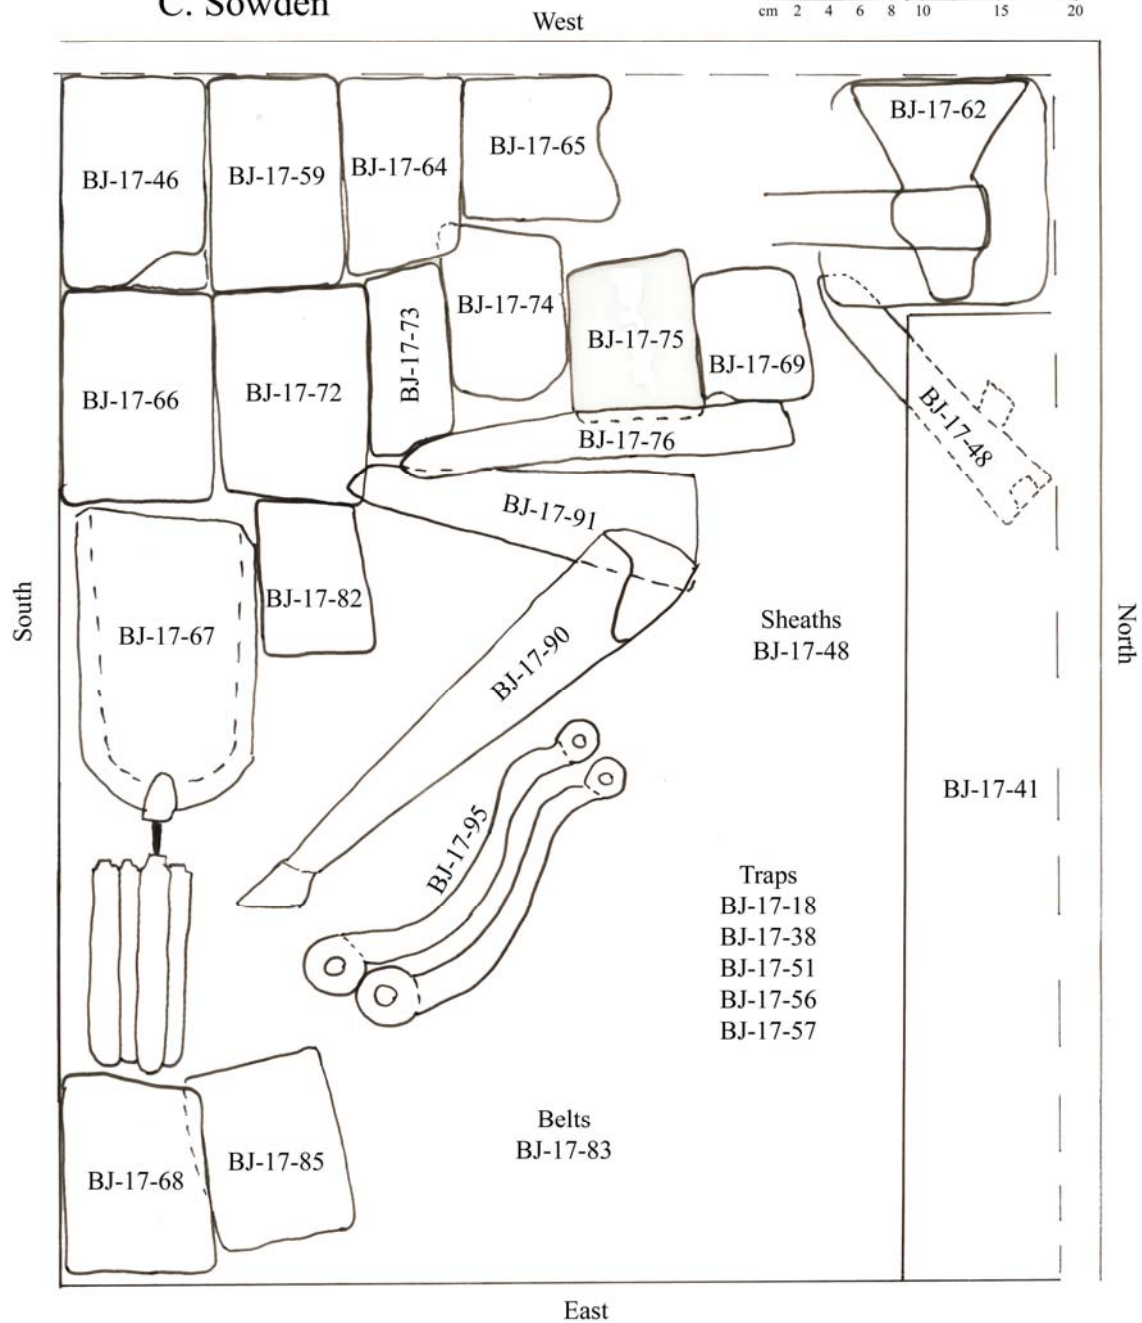 C. Sowden
cm 2 4 6 8 10 15 20
West
BJ-17-62
BJ-17-65
BJ-17-64
BJ-17-59
BJ-17-46
BJ-17-74
BJ-17-75
BJ-17-73
BJ-17-69
BJ-17-72
BJ-17-66
BJ-17-48
BJ-17-76
BJ-17-91
BJ-17-82
South
North
BJ-17-67
Sheaths
BJ-17-48
BJ-17-90
BJ-17-41
BJ-17-95
Traps
BJ-17-18
BJ-17-38
BJ-17-51
BJ-17-56
BJ-17-57
Belts
BJ-17-83
BJ-17-85
BJ-17-68
East